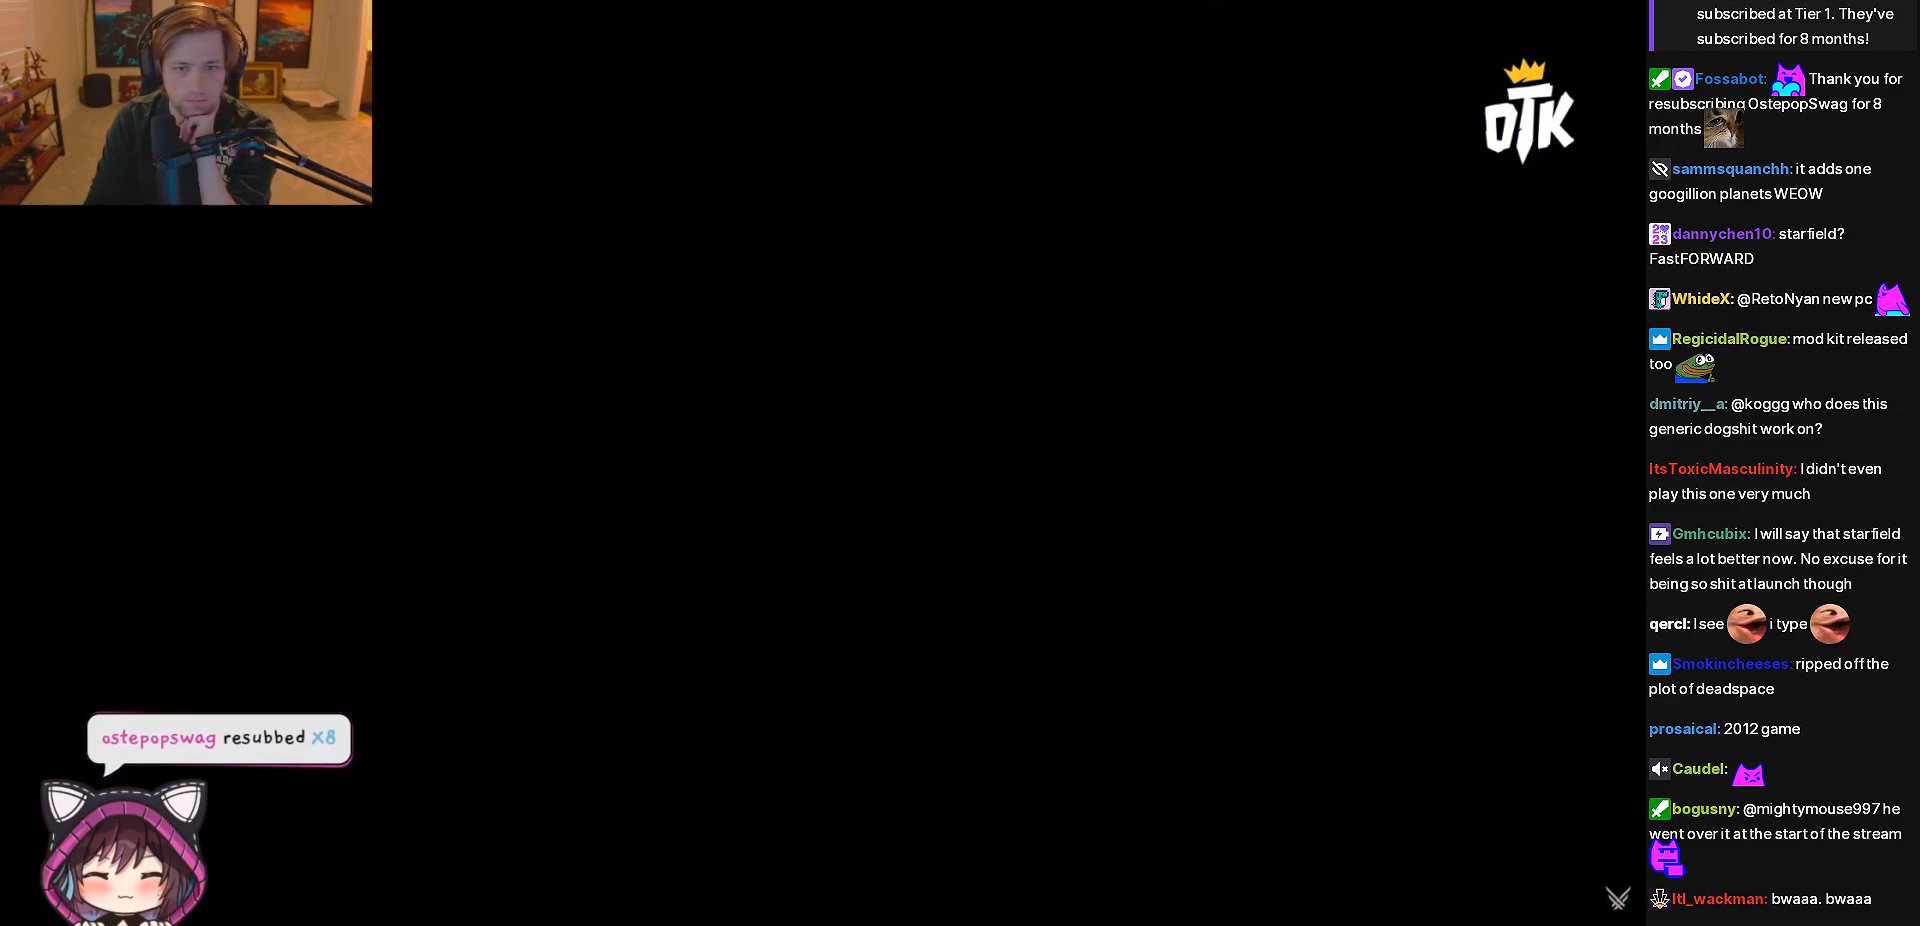 OTK
ostepopswag resubbed X8
subscribed at Tier 1. They've
subscribed for 8 months!
Fossabot: Thank you for
resubscribing OstepopSwag for 8
months
sammsquanchh: it adds one
googillion planets WEOW
dannychen10: starfield?
FastFORWARD
WhideX: @RetoNyan new pc
RegicidalRogue: mod kit released
too
dmitriy__a: @koggg who does this
generic dogshit work on?
ItsToxicMasculinity: I didn't even
play this one very much
Gmhcubix: I will say that starfield
feels a lot better now. No excuse for it
being so shit at launch though
qercl: I see i type
Smokincheeses: ripped off the
plot of deadspace
prosaical: 2012 game
Caudel:
bogusny: @mightymouse997 he
went over it at the start of the stream
ltl_wackman: bwaaa. bwaaa